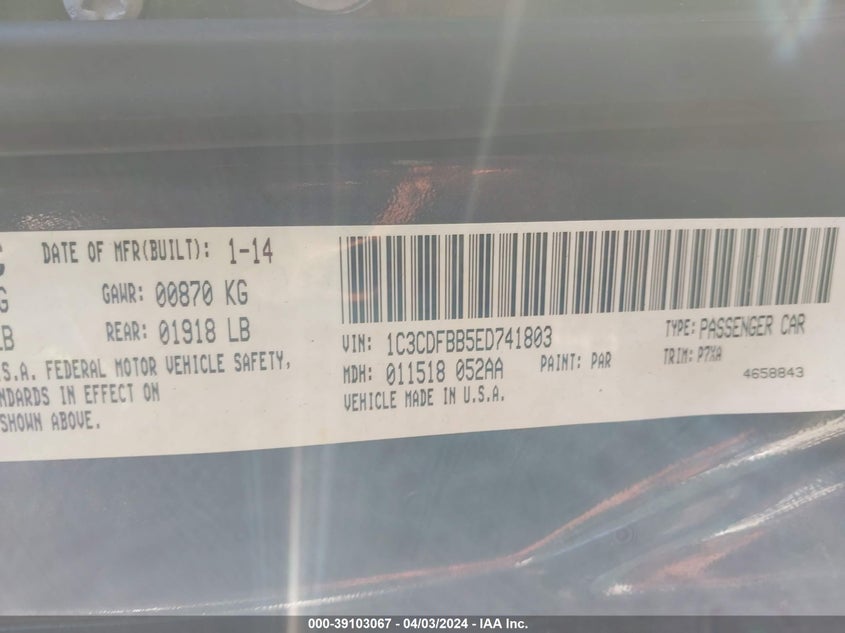 DATE OF MFR(BUILT): 1-14
G GAWR: 00870 KG
LB REAR: 01918 LB
.S.A. FEDERAL MOTOR VEHICLE SAFETY,
NDARDS IN EFFECT ON
SHOWN ABOVE.
VIN: 1C3CDFBB5ED741803
TYPE: PASSENGER CAR
MDH: 011518 052AA PAINT: PAR
TRIM: P7XA
VEHICLE MADE IN U.S.A.
4658843
000-39103067 - 04/03/2024 - IAA Inc.